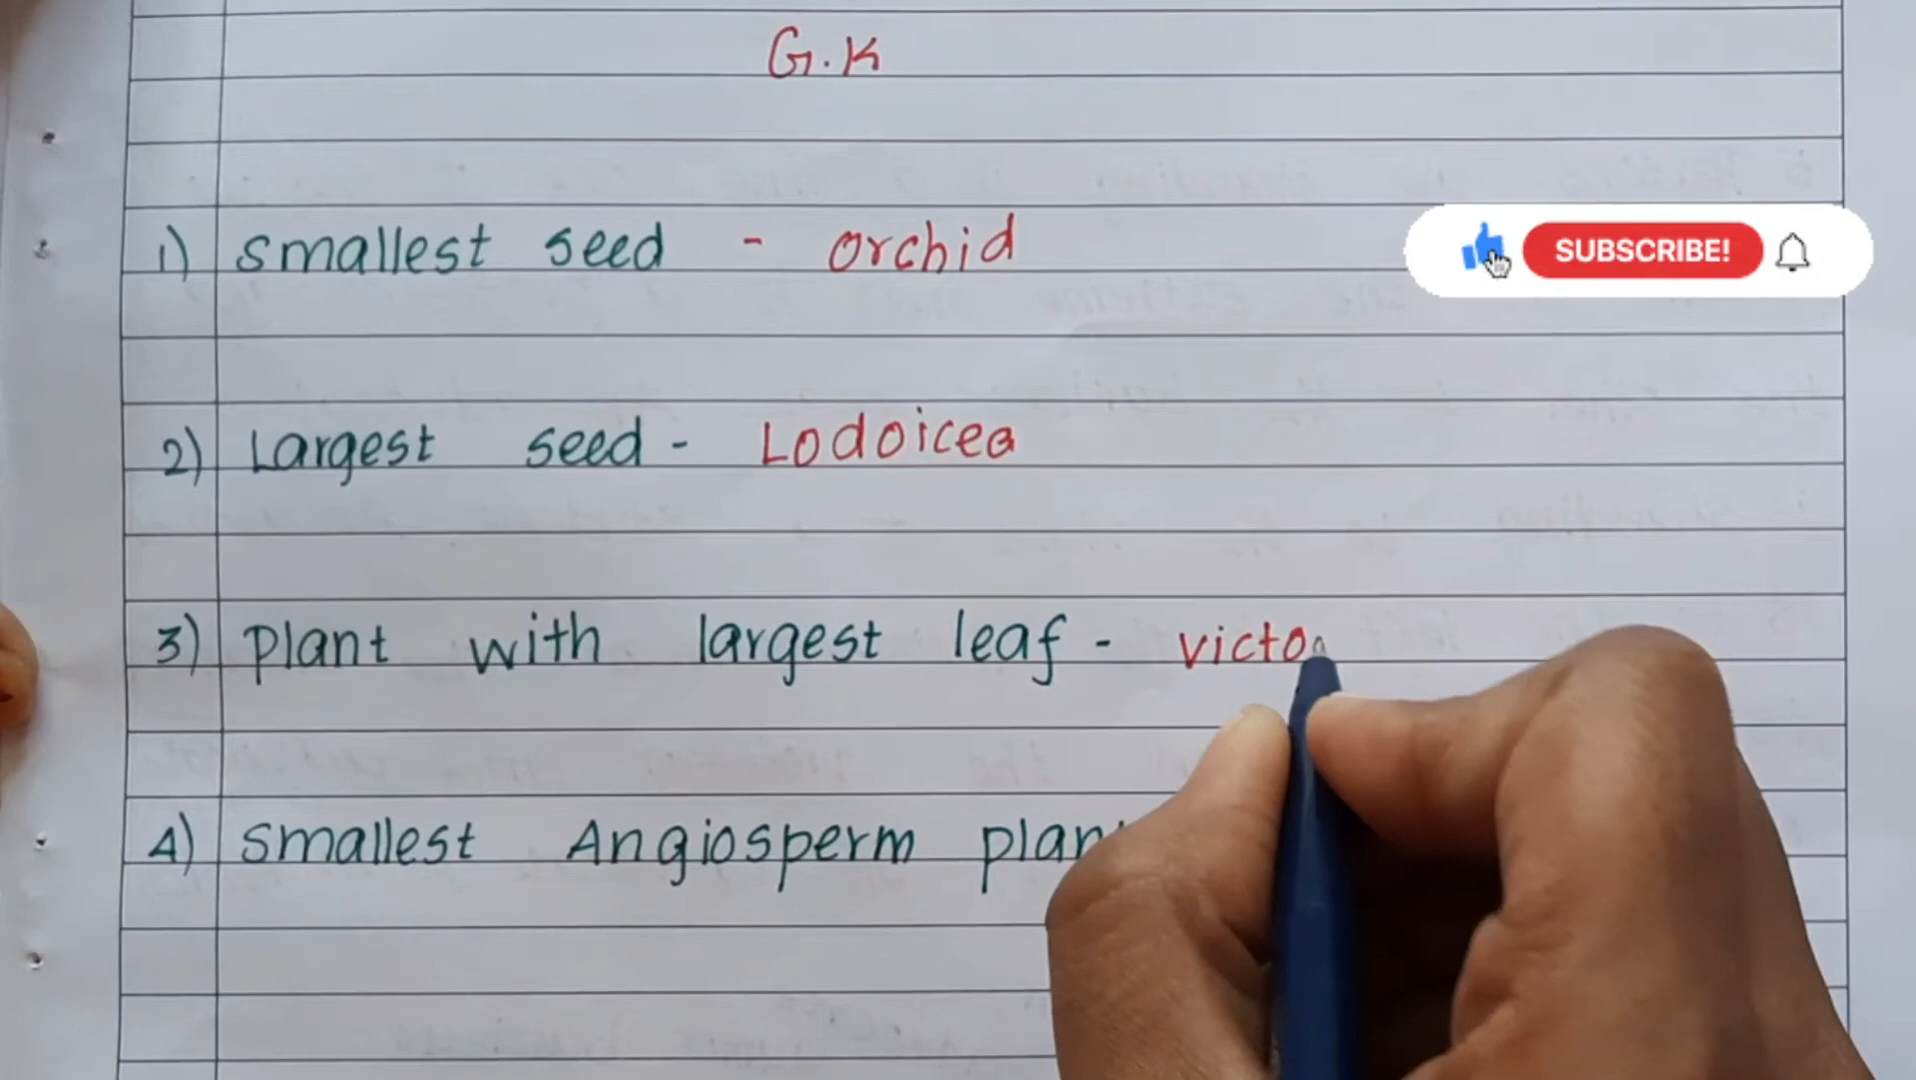 G.K
1) smallest seed - orchid
SUBSCRIBE!
2) Largest seed - Lodoicea
3) plant with largest leaf - victo
4) smallest Angiosperm plan